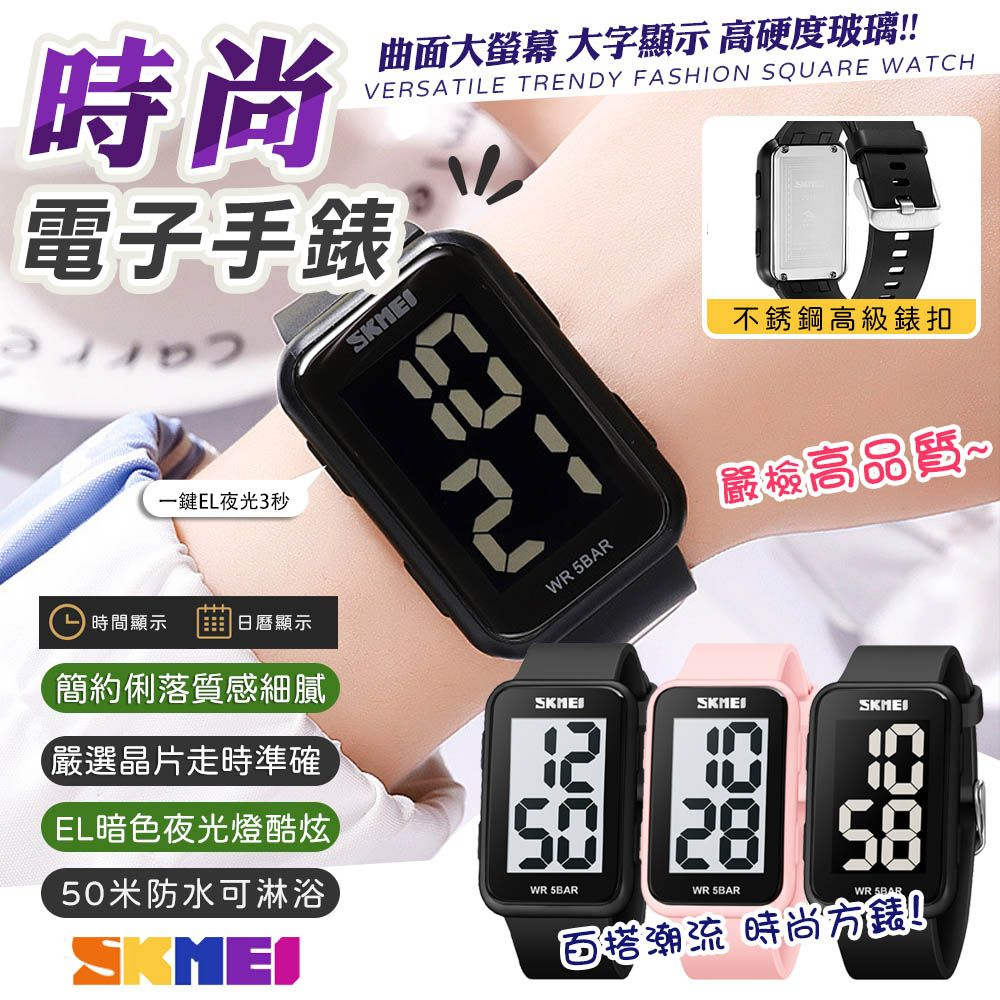 時尚
電子手錶
曲面大螢幕 大字顯示 高硬度玻璃!!
VERSATILE TRENDY FASHION SQUARE WATCH
SKMEI
不銹鋼高級錶扣
SKMEI
10
21
WR 5BAR
嚴檢高品質~
一鍵EL夜光3秒
時間顯示
日曆顯示
簡約俐落質感細膩
嚴選晶片走時準確
EL暗色夜光燈酷炫
50米防水可淋浴
SKMEI
SKMEI
12
50
WR 5BAR
SKMEI
10
28
WR 5BAR
SKMEI
10
58
WR 5BAR
百搭潮流 時尚方錶!